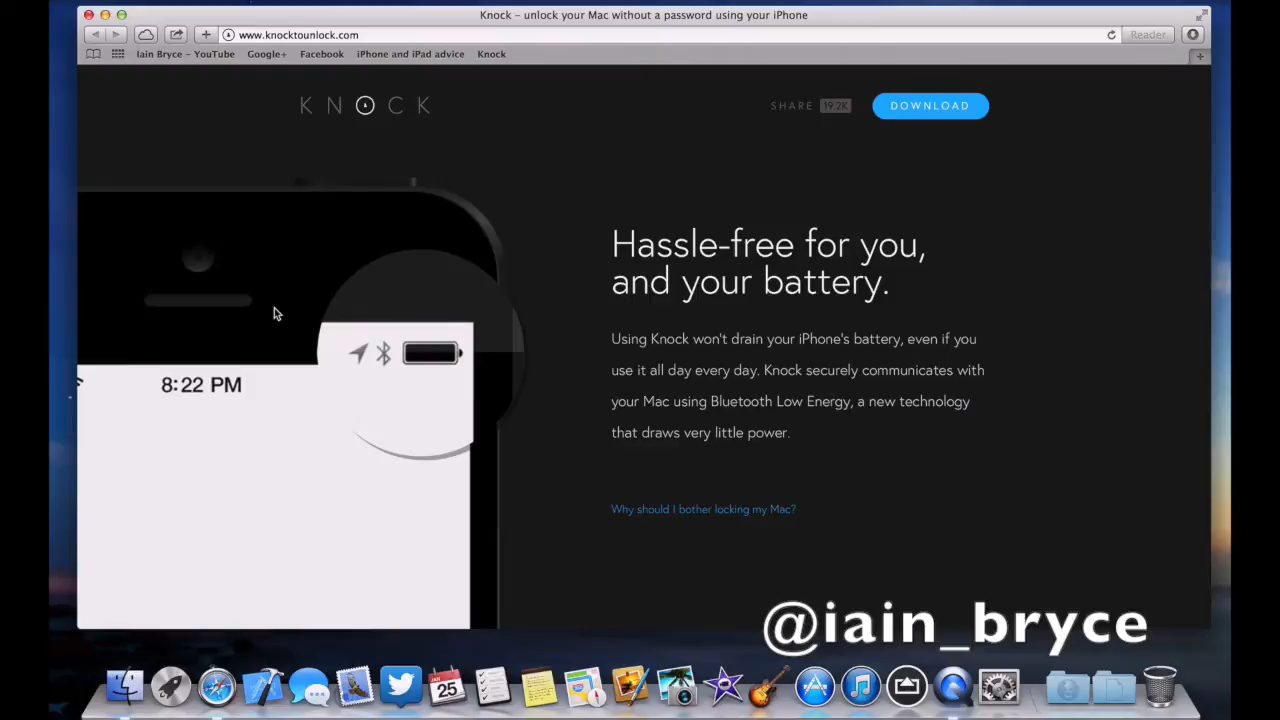 Knock – unlock your Mac without a password using your iPhone
www.knocktounlock.com
Reader
Iain Bryce – YouTube Google+ Facebook iPhone and iPad advice Knock
KNOCK
SHARE 19.2K DOWNLOAD
8:22 PM
Hassle-free for you,
and your battery.
Using Knock won't drain your iPhone's battery, even if you
use it all day every day. Knock securely communicates with
your Mac using Bluetooth Low Energy, a new technology
that draws very little power.
Why should I bother locking my Mac?
@iain_bryce
JAN
25